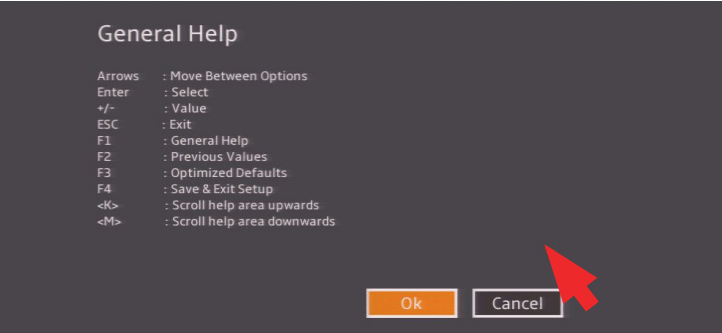 General Help
Arrows : Move Between Options
Enter : Select
+/- : Value
ESC : Exit
F1 : General Help
F2 : Previous Values
F3 : Optimized Defaults
F4 : Save & Exit Setup
<K> : Scroll help area upwards
<M> : Scroll help area downwards
Ok Cancel